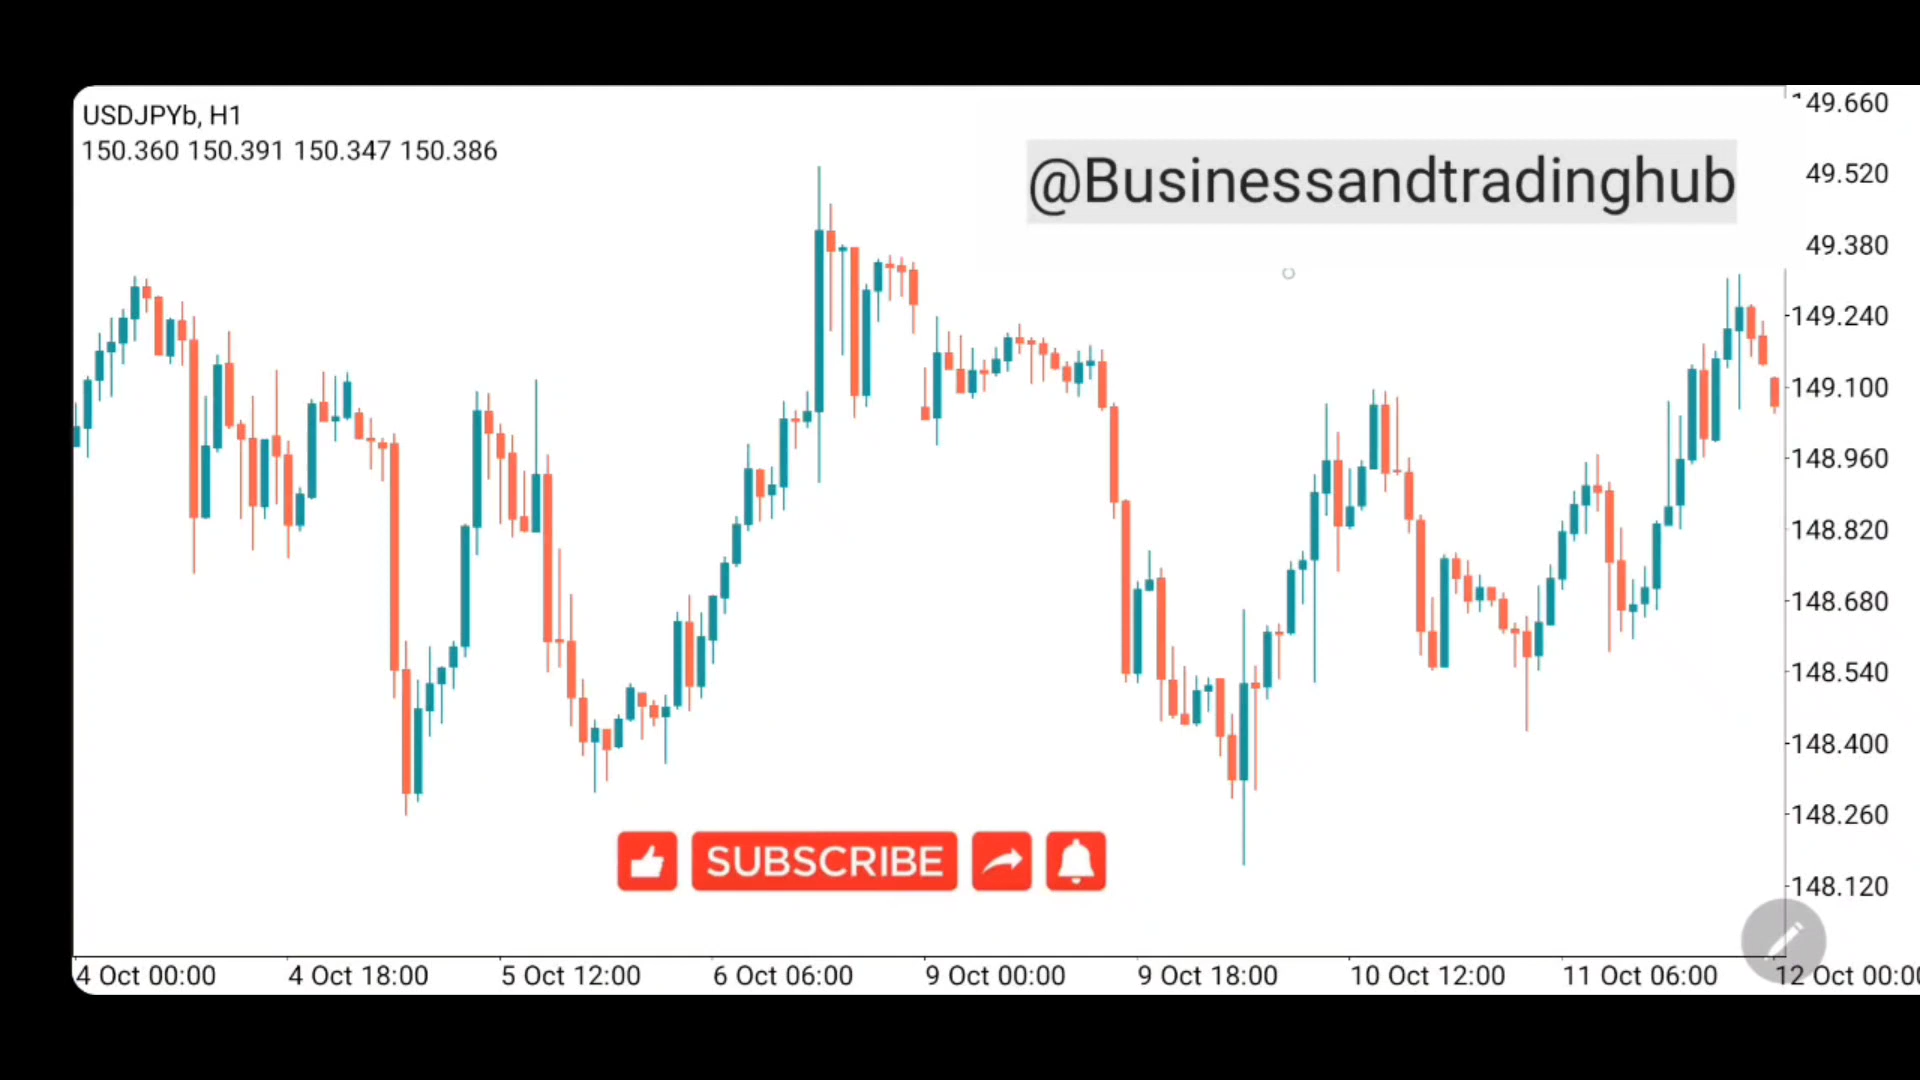 USDJPYb, H1
150.360 150.391 150.347 150.386
@Businessandtradinghub
49.660
49.520
49.380
149.240
149.100
148.960
148.820
148.680
148.540
148.400
148.260
148.120
SUBSCRIBE
4 Oct 00:00 4 Oct 18:00 5 Oct 12:00 6 Oct 06:00 9 Oct 00:00 9 Oct 18:00 10 Oct 12:00 11 Oct 06:00 12 Oct 00:0